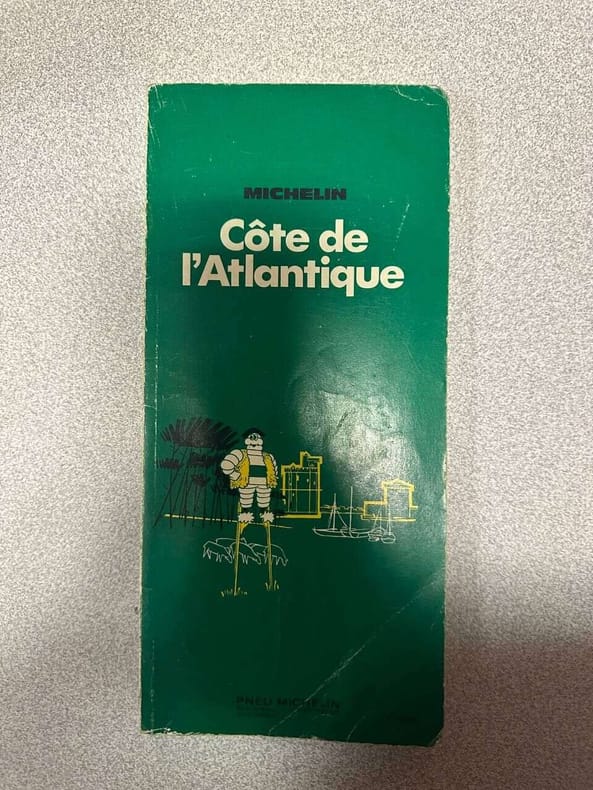 MICHELIN
Côte de
l'Atlantique
PNEU MICHELIN